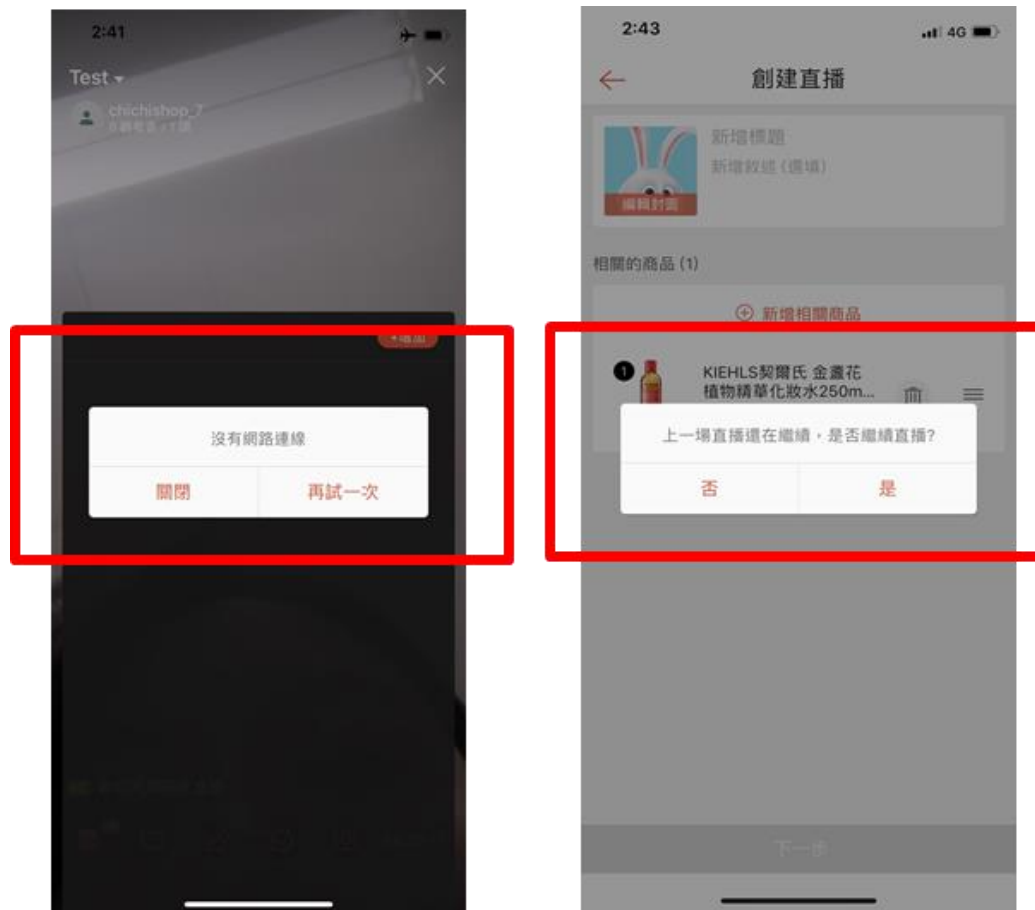 2:41
Test
chichishop_7
+增加
沒有網路連線
關閉
再試一次
2:43
4G
創建直播
新增標題
新增敘述 (選填)
編輯封面
相關的商品 (1)
新增相關商品
1
KIEHLS契爾氏 金盞花
植物精華化妝水250m...
上一場直播還在繼續，是否繼續直播?
否
是
下一步